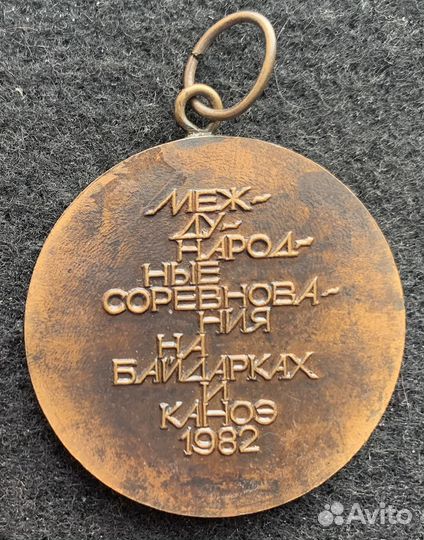 МЕЖ-
ДУ-
НАРОД-
НЫЕ
СОРЕВНОВА-
НИЯ
НА
БАЙДАРКАХ
И
КАНОЭ
1982
Avito